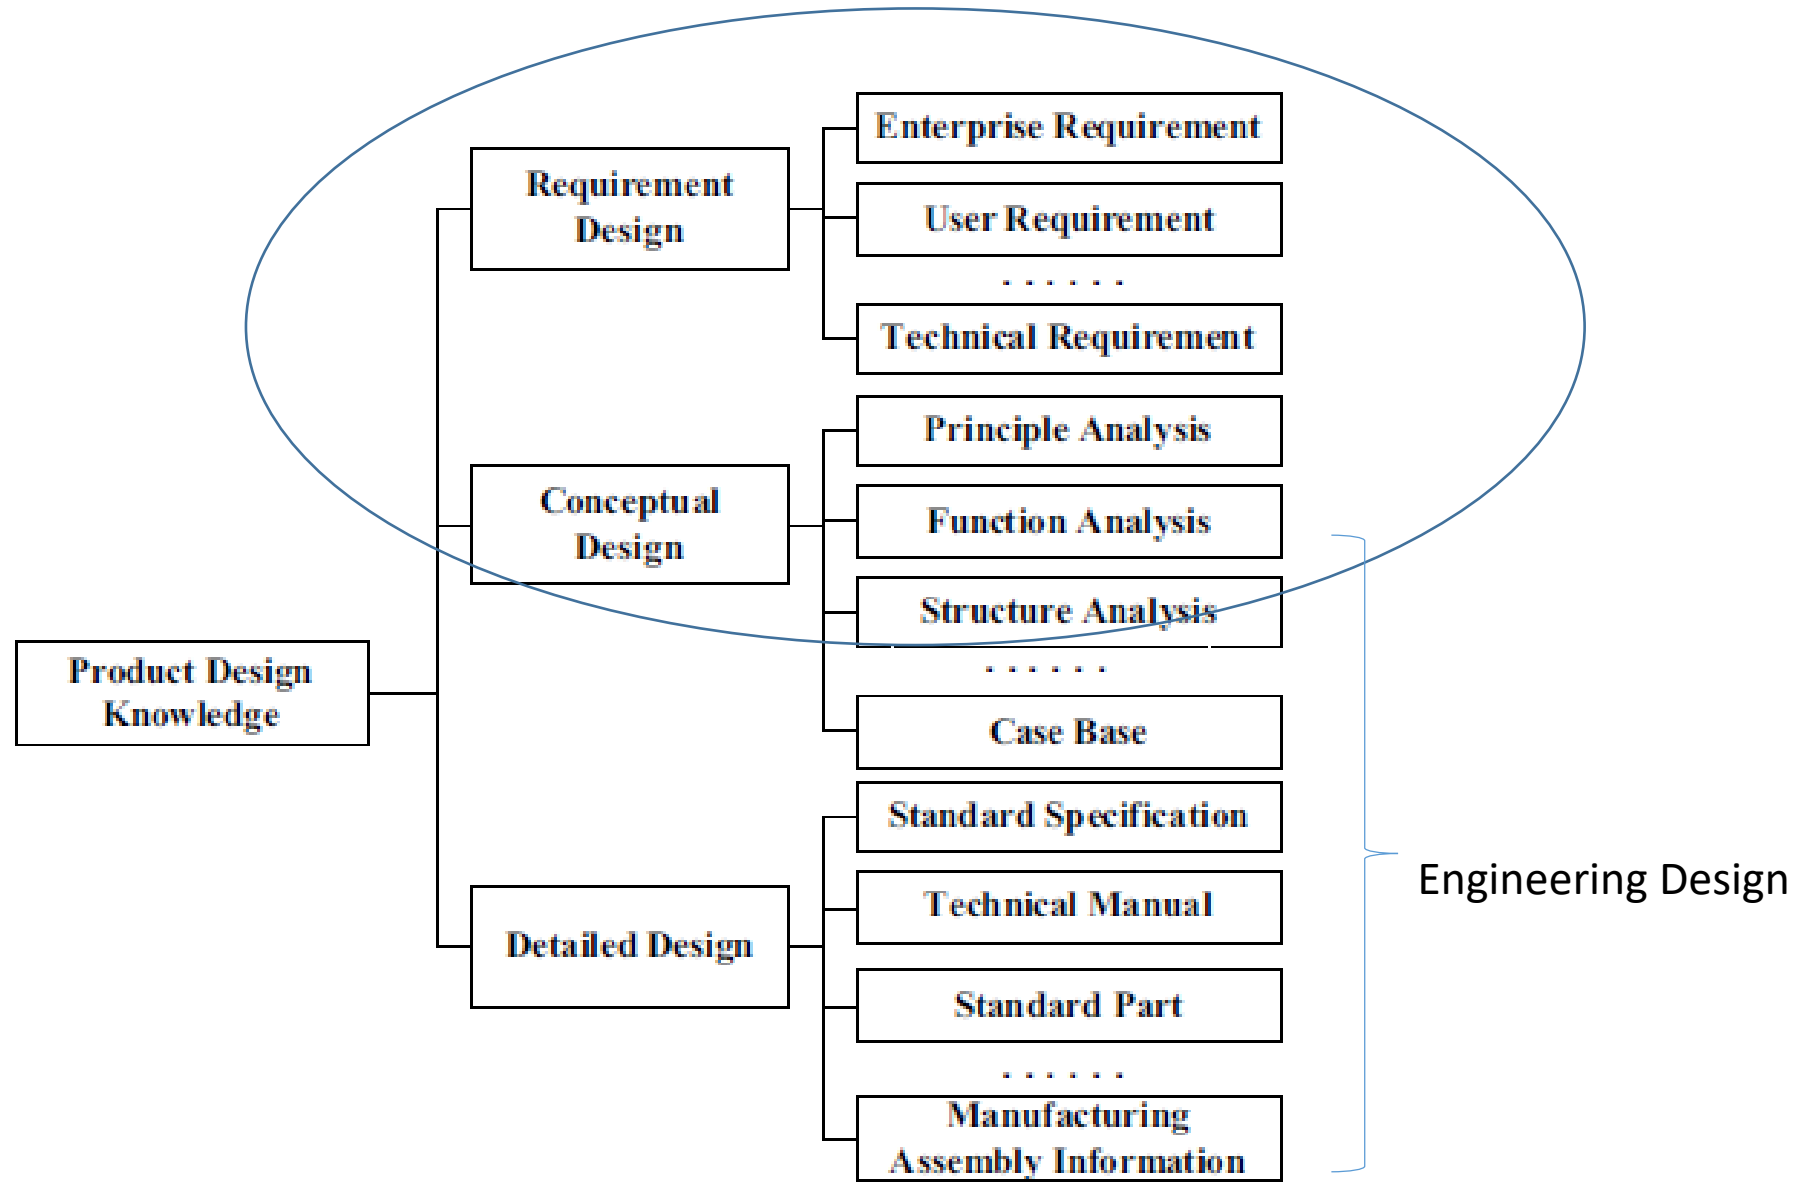 Enterprise Requirement
Requirement
Design
User Requirement
. . . . . .
Technical Requirement
Principle Analysis
Conceptual
Design
Function Analysis
Structure Analysis
. . . . . .
Product Design
Knowledge
Case Base
Standard Specification
Technical Manual
Engineering Design
Detailed Design
Standard Part
. . . . . .
Manufacturing
Assembly Information